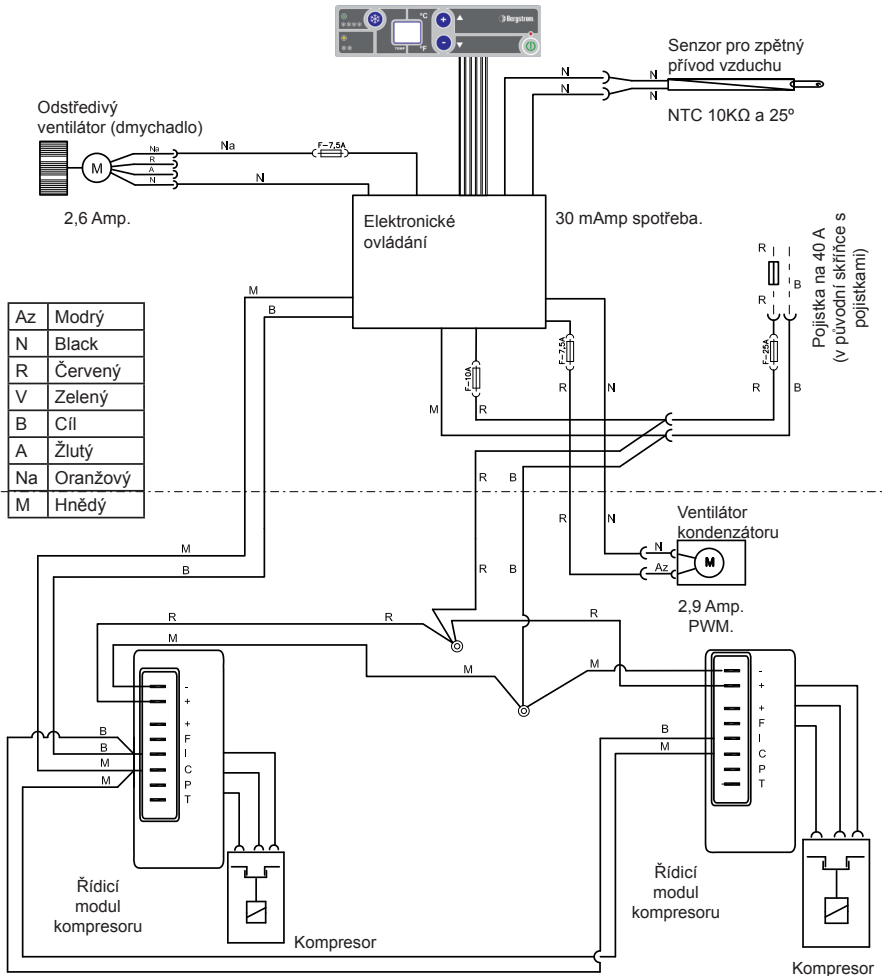 °C
Bergstrom
TEMP
°F
Senzor pro zpětný
přívod vzduchu
NTC 10KΩ a 25º
N
N
N
N
Odstředivý
ventilátor (dmychadlo)
M
Na
R
A
N
Na
F-7,5A
N
2,6 Amp.
Elektronické
ovládání
30 mAmp spotřeba.
R
B
R
Pojistka na 40 A
(v původní skříňce s
pojistkami)
M
B
F-10A
F-7,5A
F-25A
M
R
R
N
R
B
Az Modrý
N Black
R Červený
V Zelený
B Cíl
A Žlutý
Na Oranžový
M Hnědý
R
B
R
N
Ventilátor
kondenzátoru
N
Az
M
2,9 Amp.
PWM.
M
B
R
B
R
M
R
M
M
-
+
+
F
I
C
P
T
B
B
M
M
-
+
+
F
I
C
P
T
B
M
Řídicí
modul
kompresoru
Kompresor
Řídicí
modul
kompresoru
Kompresor